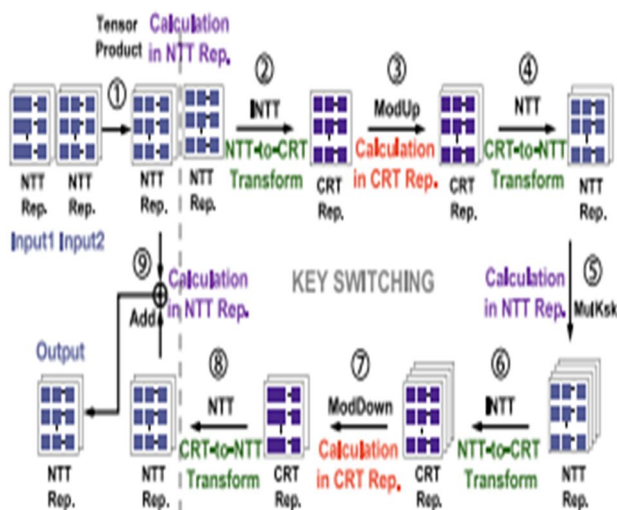 Tensor
Product
Calculation
in NTT Rep.
①
②
INTT
NTT-to-CRT
Transform
③
ModUp
Calculation
in CRT Rep.
④
NTT
CRT-to-NTT
Transform
NTT
Rep.
NTT
Rep.
NTT
Rep.
NTT
Rep.
CRT
Rep.
CRT
Rep.
NTT
Rep.
Input1 Input2
⑨
Calculation
in NTT Rep.
Add
KEY SWITCHING
Calculation
in NTT Rep.
⑤
MulKsk
Output
⑧
NTT
CRT-to-NTT
Transform
⑦
ModDown
Calculation
in CRT Rep.
⑥
INTT
NTT-to-CRT
Transform
NTT
Rep.
NTT
Rep.
CRT
Rep.
CRT
Rep.
NTT
Rep.